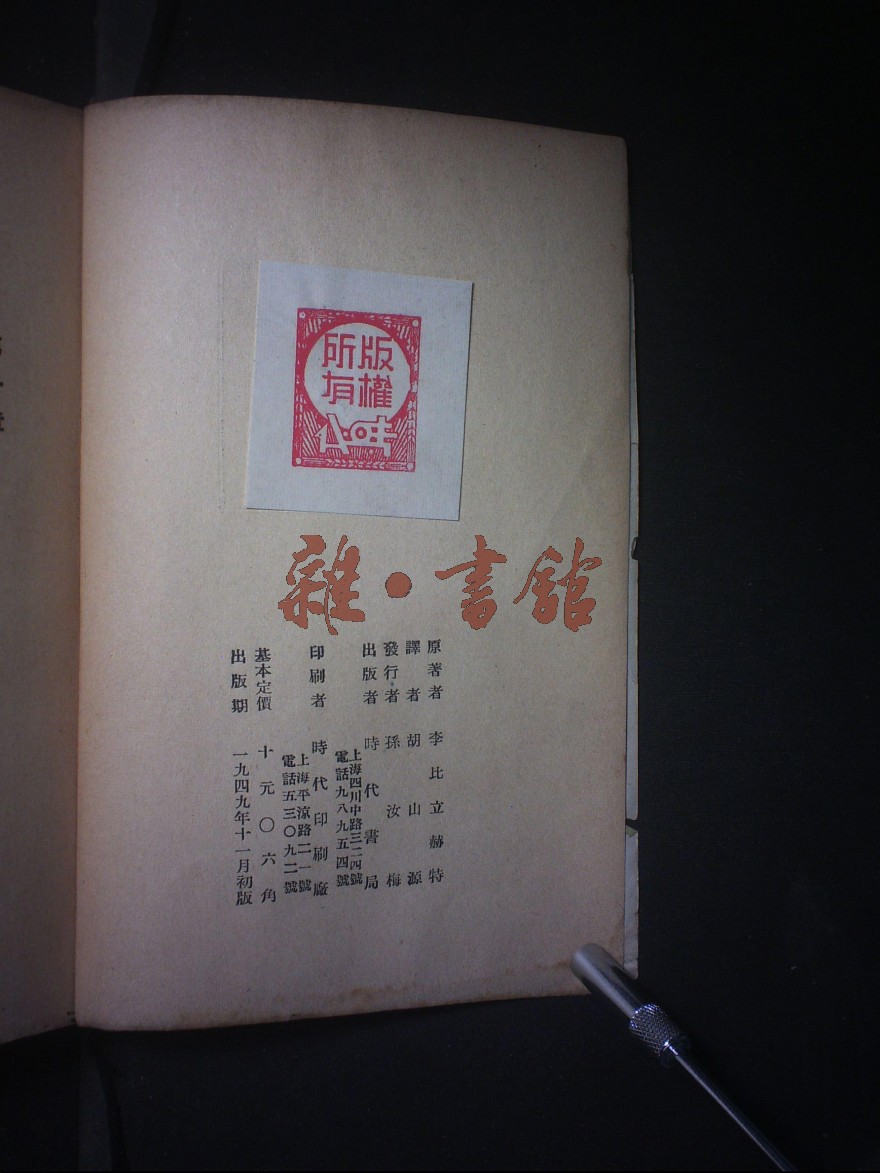 版權
所有
雜·書館
原著者 李比立赫特
譯者 胡山源
發行者 孫汝梅
出版者 時代書局
上海四川中路三二四號
電話九八九五四號
印刷者 時代印刷廠
上海平涼路二一號
電話五三〇九二號
基本定價 十元〇六角
出版期 一九四九年十一月初版